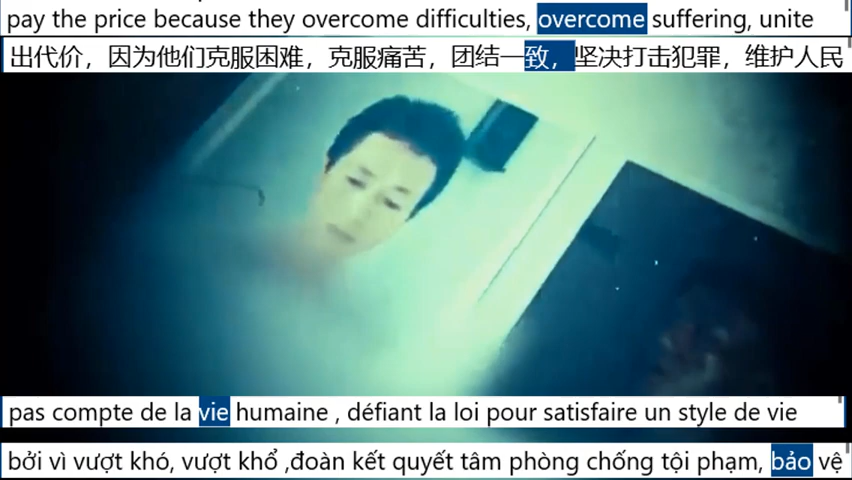 pay the price because they overcome difficulties, overcome suffering, unite
出代价，因为他们克服困难，克服痛苦，团结一致，坚决打击犯罪，维护人民
pas compte de la vie humaine , défiant la loi pour satisfaire un style de vie
bởi vì vượt khó, vượt khổ ,đoàn kết quyết tâm phòng chống tội phạm, bảo vệ